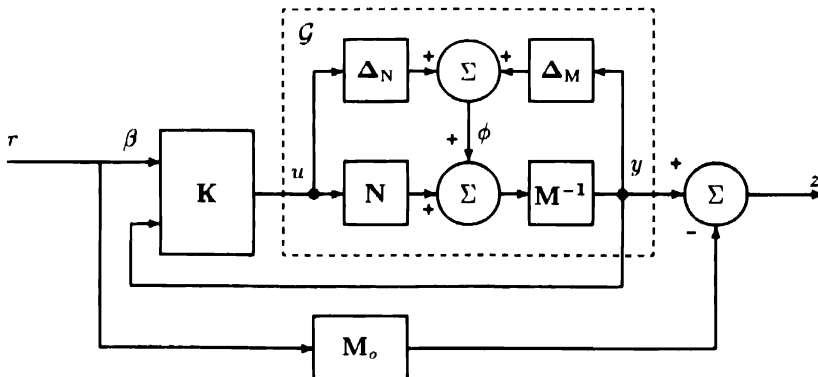 𝒢
Δ_N + Σ + Δ_M
r β + ϕ y
u +
K N + Σ M⁻¹ Σ z
-
M_o